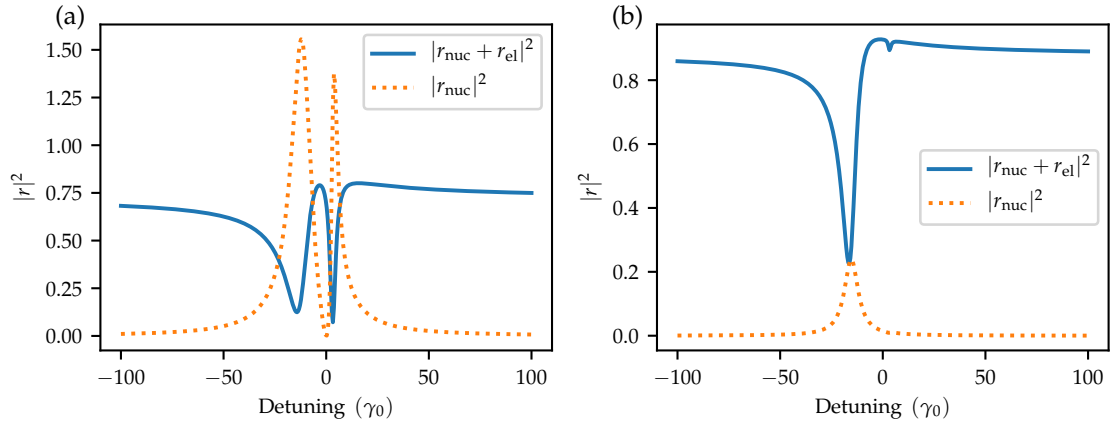 (a)
|r_nuc + r_el|²
|r_nuc|²
1.50
1.25
1.00
0.75
0.50
0.25
0.00
|r|²
−100
−50
0
50
100
Detuning (γ₀)
(b)
0.8
0.6
0.4
0.2
0.0
|r|²
|r_nuc + r_el|²
|r_nuc|²
−100
−50
0
50
100
Detuning (γ₀)